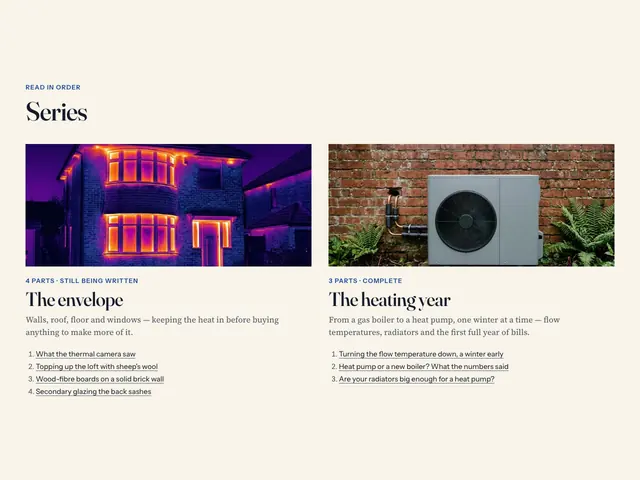 READ IN ORDER
Series
4 PARTS · STILL BEING WRITTEN
The envelope
Walls, roof, floor and windows — keeping the heat in before buying
anything to make more of it.
1. What the thermal camera saw
2. Topping up the loft with sheep's wool
3. Wood-fibre boards on a solid brick wall
4. Secondary glazing the back sashes
3 PARTS · COMPLETE
The heating year
From a gas boiler to a heat pump, one winter at a time — flow
temperatures, radiators and the first full year of bills.
1. Turning the flow temperature down, a winter early
2. Heat pump or a new boiler? What the numbers said
3. Are your radiators big enough for a heat pump?